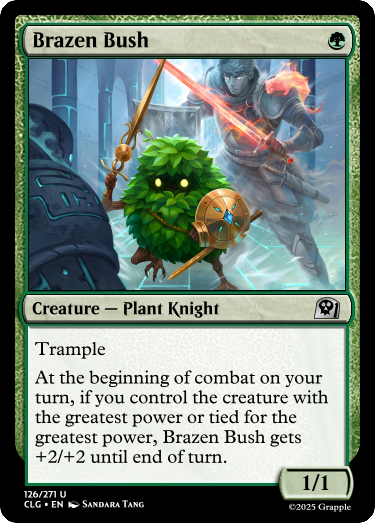 Brazen Bush
Creature — Plant Knight
Trample
At the beginning of combat on your
turn, if you control the creature with
the greatest power or tied for the
greatest power, Brazen Bush gets
+2/+2 until end of turn.
1/1
126/271 U
CLG • EN Sandara Tang
©2025 Grapple